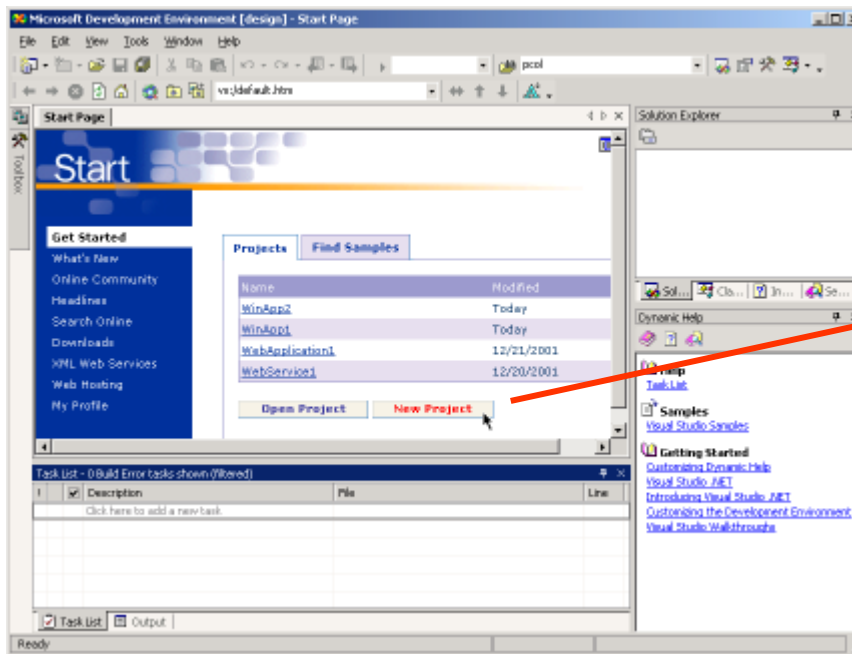 Microsoft Development Environment [design] - Start Page
File Edit View Tools Window Help
pcol
vs:/default.htm
Start Page
Solution Explorer
Toolbox
Start
Get Started
What's New
Online Community
Headlines
Search Online
Downloads
XML Web Services
Web Hosting
My Profile
Projects Find Samples
Name Modified
WinApp2 Today
WinApp1 Today
WebApplication1 12/21/2001
WebService1 12/20/2001
Open Project New Project
Sol... Cla... In... Se...
Dynamic Help
Help
Task List
Samples
Visual Studio Samples
Getting Started
Customizing Dynamic Help
Visual Studio .NET
Introducing Visual Studio .NET
Customizing the Development Environment
Visual Studio Walkthroughs
Task List - 0 Build Error tasks shown (filtered)
! Description File Line
Click here to add a new task
Task List Output
Ready